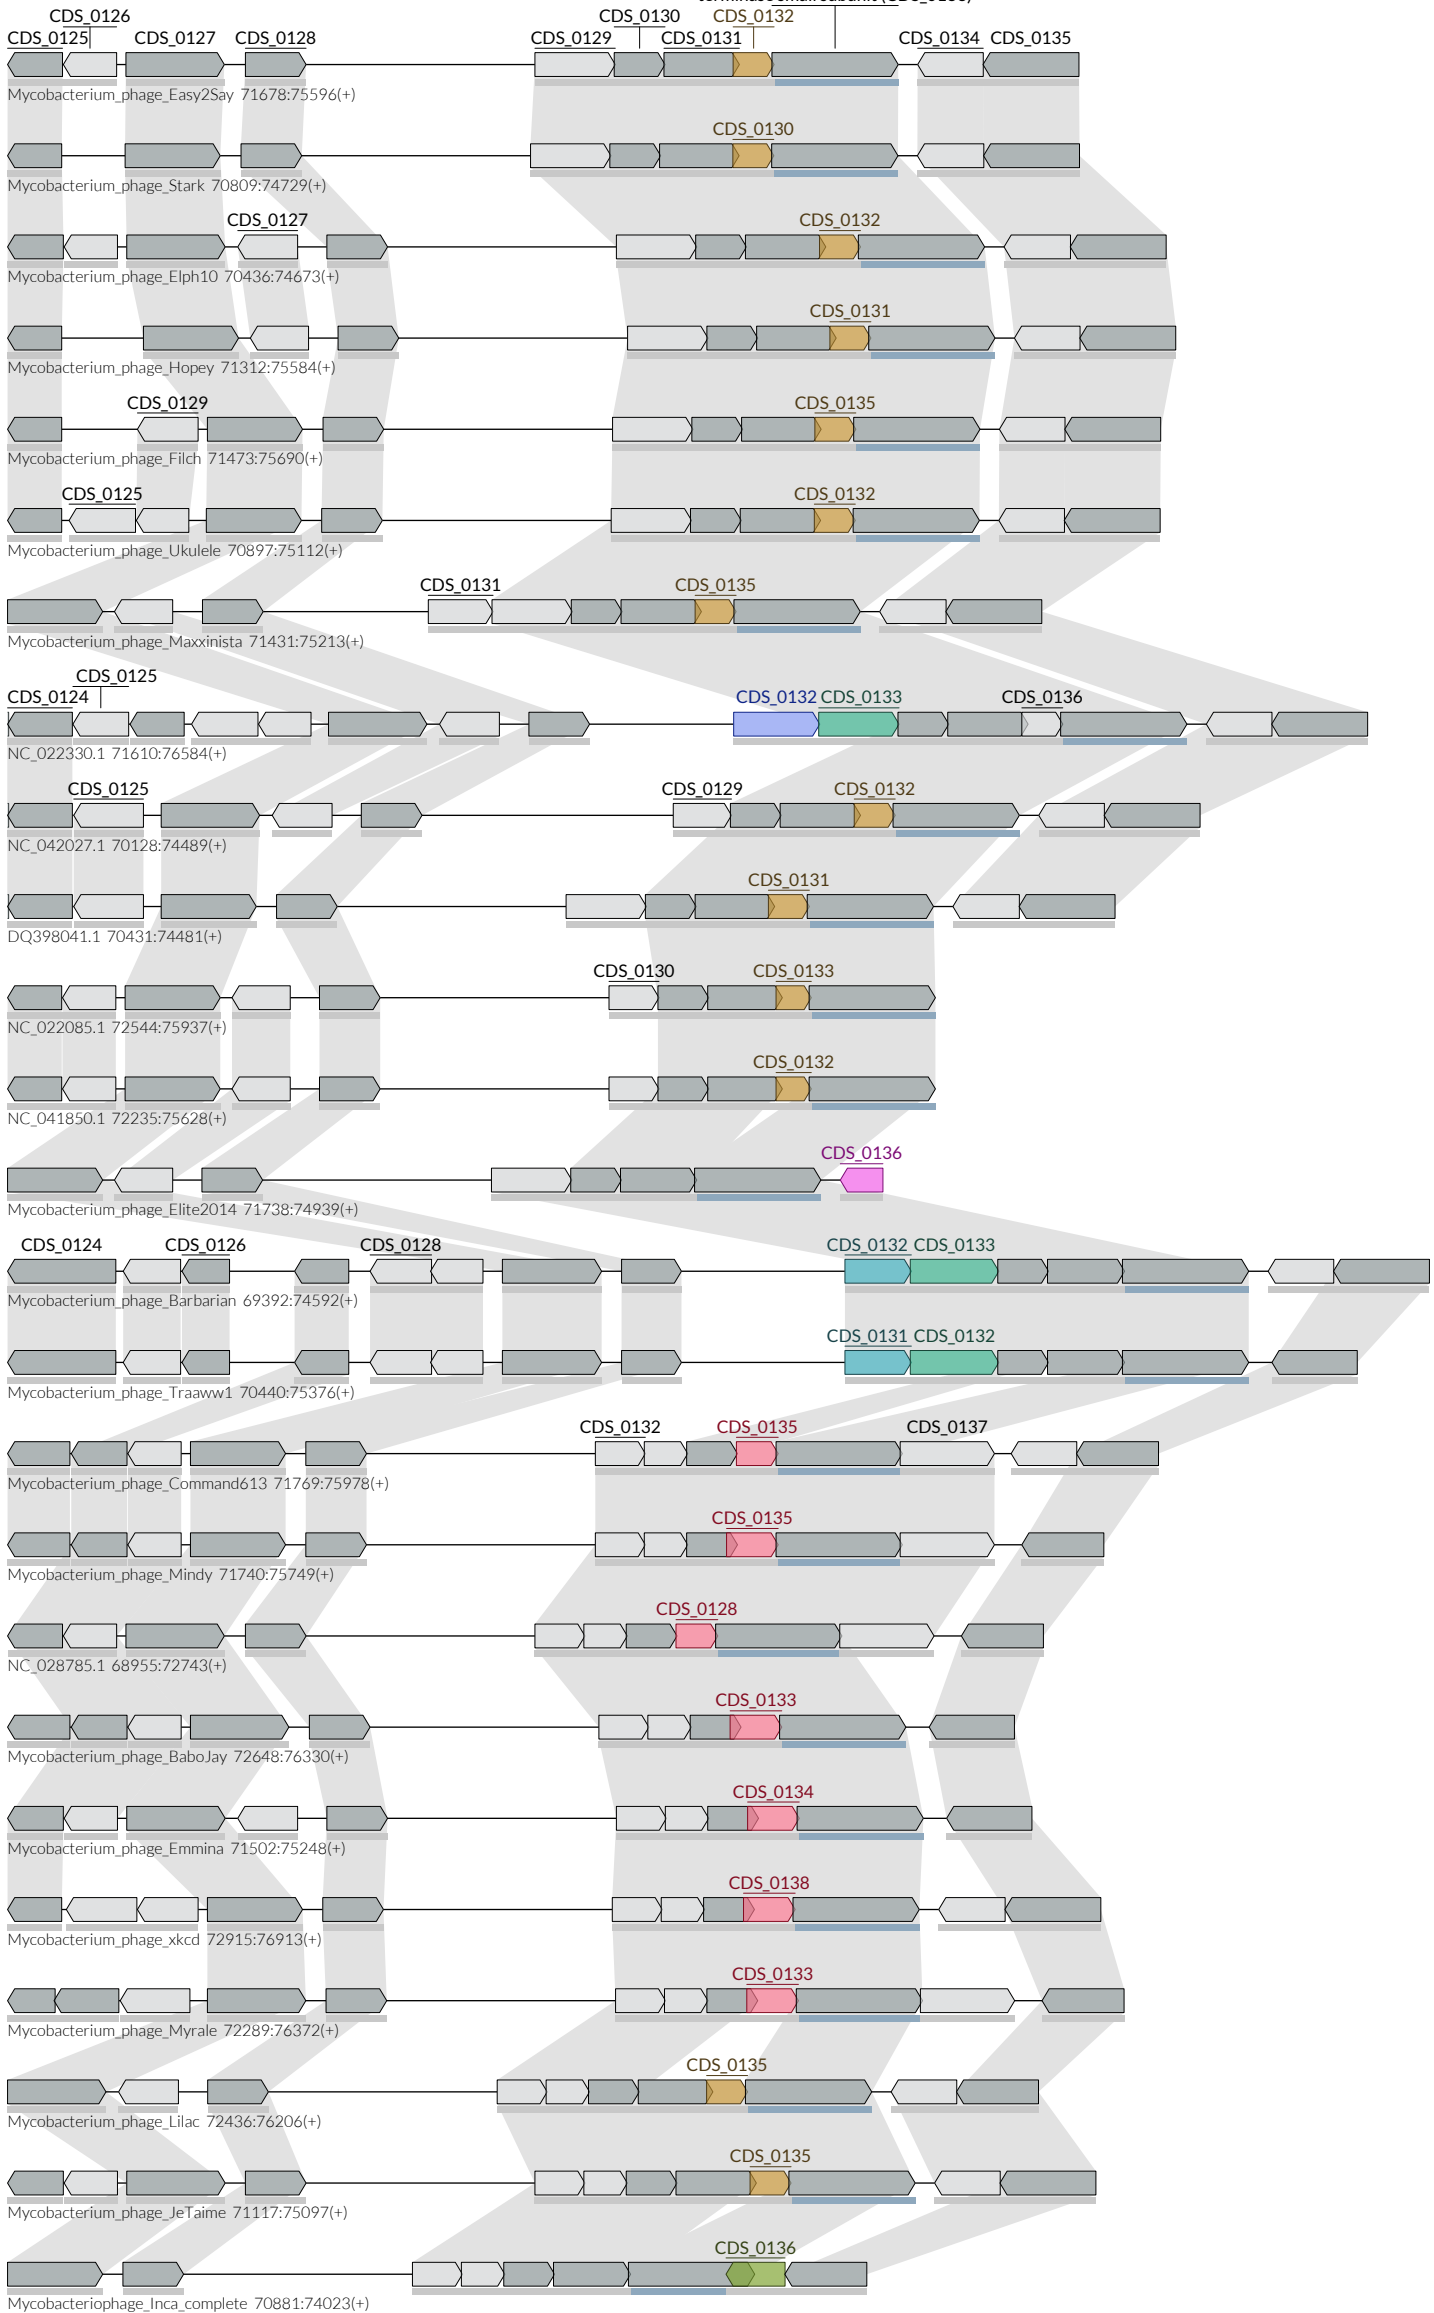 CDS_0126 CDS_0130 CDS_0132
CDS_0125 CDS_0127 CDS_0128 CDS_0129 CDS_0131 CDS_0134 CDS_0135
Mycobacterium_phage_Easy2Say 71678:75596(+)
CDS_0130
Mycobacterium_phage_Stark 70809:74729(+)
CDS_0127 CDS_0132
Mycobacterium_phage_Elph10 70436:74673(+)
CDS_0131
Mycobacterium_phage_Hopey 71312:75584(+)
CDS_0129 CDS_0135
Mycobacterium_phage_Filch 71473:75690(+)
CDS_0125 CDS_0132
Mycobacterium_phage_Ukulele 70897:75112(+)
CDS_0131 CDS_0135
Mycobacterium_phage_Maxxinista 71431:75213(+)
CDS_0125
CDS_0124 CDS_0132 CDS_0133 CDS_0136
NC_022330.1 71610:76584(+)
CDS_0125 CDS_0129 CDS_0132
NC_042027.1 70128:74489(+)
CDS_0131
DQ398041.1 70431:74481(+)
CDS_0130 CDS_0133
NC_022085.1 72544:75937(+)
CDS_0132
NC_041850.1 72235:75628(+)
CDS_0136
Mycobacterium_phage_Elite2014 71738:74939(+)
CDS_0124 CDS_0126 CDS_0128 CDS_0132 CDS_0133
Mycobacterium_phage_Barbarian 69392:74592(+)
CDS_0131 CDS_0132
Mycobacterium_phage_Traaww1 70440:75376(+)
CDS_0132 CDS_0135 CDS_0137
Mycobacterium_phage_Command613 71769:75978(+)
CDS_0135
Mycobacterium_phage_Mindy 71740:75749(+)
CDS_0128
NC_028785.1 68955:72743(+)
CDS_0133
Mycobacterium_phage_BaboJay 72648:76330(+)
CDS_0134
Mycobacterium_phage_Emmina 71502:75248(+)
CDS_0138
Mycobacterium_phage_xkcd 72915:76913(+)
CDS_0133
Mycobacterium_phage_Myrale 72289:76372(+)
CDS_0135
Mycobacterium_phage_Lilac 72436:76206(+)
CDS_0135
Mycobacterium_phage_JeTaime 71117:75097(+)
CDS_0136
Mycobacteriophage_Inca_complete 70881:74023(+)